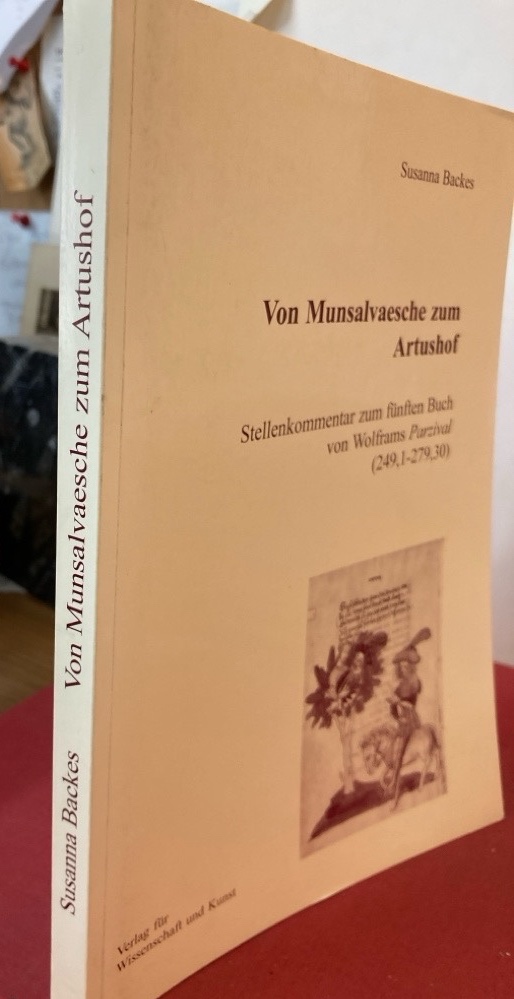 Susanna Backes
Von Munsalvaesche zum
Artushof
Stellenkommentar zum fünften Buch
von Wolframs Parzival
(249,1-279,30)
Verlag für
Wissenschaft und Kunst
Susanna Backes Von Munsalvaesche zum Artushof